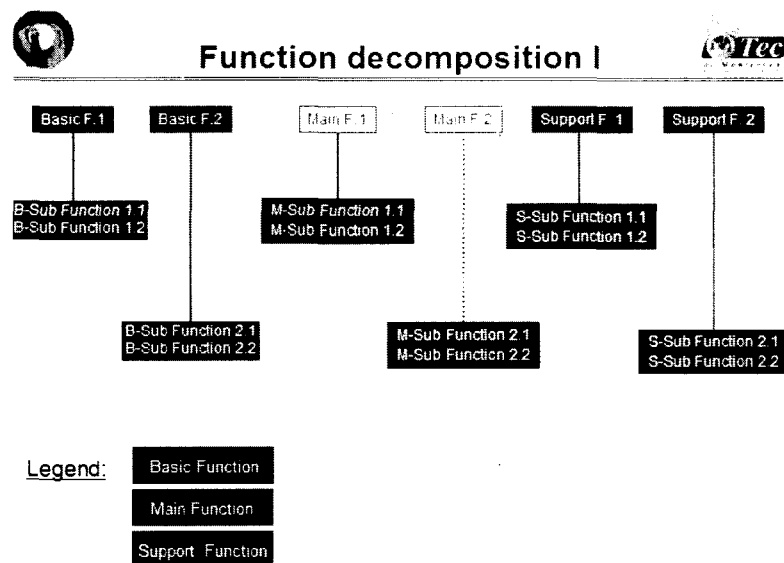 Function decomposition I
Tec
Basic F.1
Basic F.2
Main F.1
Main F.2
Support F. 1
Support F. 2
B-Sub Function 1.1
B-Sub Function 1.2
M-Sub Function 1.1
M-Sub Function 1.2
S-Sub Function 1.1
S-Sub Function 1.2
B-Sub Function 2.1
B-Sub Function 2.2
M-Sub Function 2.1
M-Sub Function 2.2
S-Sub Function 2.1
S-Sub Function 2.2
Legend:
Basic Function
Main Function
Support Function